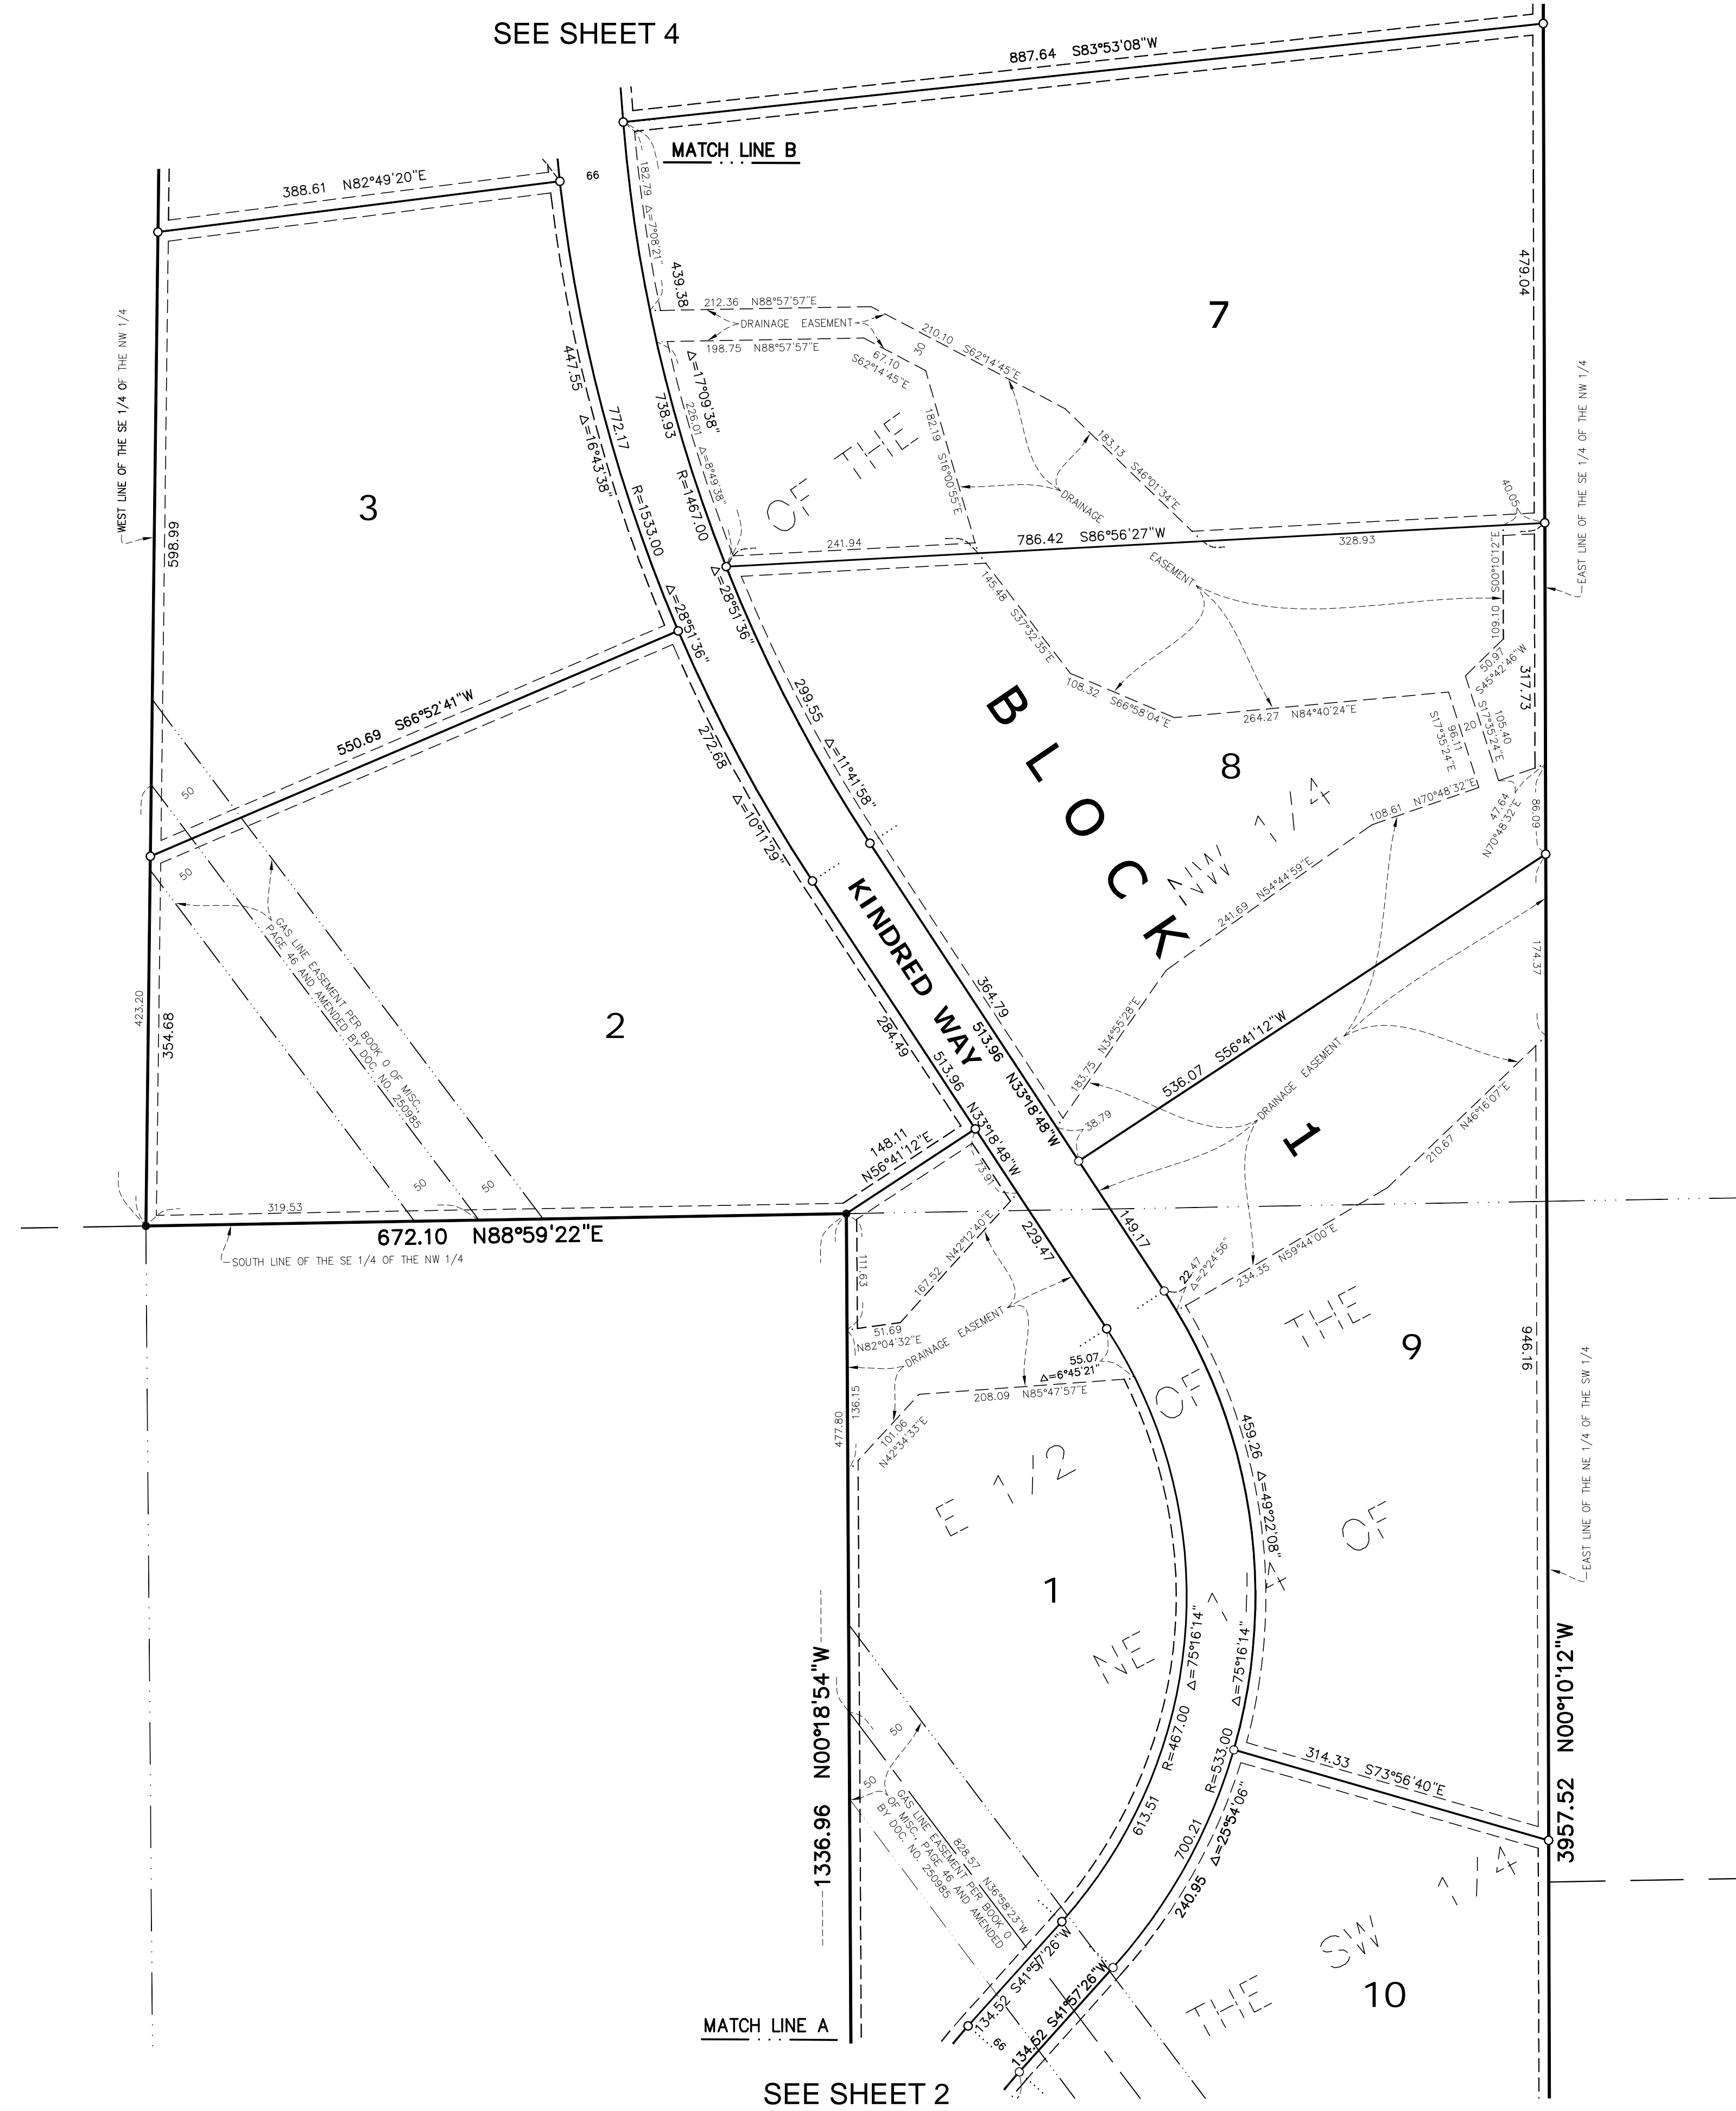 SEE SHEET 4
887.64 S83°53'08"W
MATCH LINE B
388.61 N82°49'20"E
66
182.79 Δ=7°08'21"
439.38
Δ=17°09'38"
212.36 N88°57'57"E
DRAINAGE EASEMENT
198.75 N88°57'57"E
67.10
S62°14'45"E
30
210.10 S62°14'45"E
7
479.04
WEST LINE OF THE SE 1/4 OF THE NW 1/4
EAST LINE OF THE SE 1/4 OF THE NW 1/4
447.55 Δ=16°43'38"
772.17 R=1533.00 Δ=28°51'36"
738.93 R=1467.00 Δ=28°51'36"
226.01 Δ=8°49'38"
182.19 S16°00'55"E
183.13 S46°01'34"E
DRAINAGE
EASEMENT
OF THE
3
598.99
241.94
786.42 S86°56'27"W
328.93
40.05
109.10 S00°10'12"E
145.48 S37°32'35"E
50.97
S45°42'46"W
317.73
108.32 S66°58'04"E
264.27 N84°40'24"E
96.11
S17°35'24"E
20
105.40
S17°35'24"E
550.69 S66°52'41"W
272.68 Δ=10°11'29"
299.55 Δ=11°41'58"
BLOCK
8
NW 1/4
108.61 N70°48'32"E
47.64
N70°48'32"E
86.09
50
50
GAS LINE EASEMENT PER BOOK O OF MISC.,
PAGE 46 AND AMENDED BY DOC. NO. 250985
KINDRED WAY
241.69 N54°44'59"E
174.37
423.20
354.68
2
284.49
513.96 N33°18'48"W
364.79
513.96 N33°18'48"W
183.75 N34°55'28"E
536.07 S56°41'12"W
DRAINAGE EASEMENT
38.79
1
210.67 N46°16'07"E
148.11
N56°41'12"E
73.91
50
50
319.53
672.10 N88°59'22"E
SOUTH LINE OF THE SE 1/4 OF THE NW 1/4
229.47
149.17
111.63
167.52 N42°12'40"E
51.69
N82°04'32"E
DRAINAGE EASEMENT
22.47
Δ=2°24'56"
234.35 N59°44'00"E
THE
9
946.16
EAST LINE OF THE NE 1/4 OF THE SW 1/4
55.07
Δ=6°45'21"
208.09 N85°47'57"E
OF
136.15
477.80
101.06
N42°34'33"E
459.26 Δ=49°22'08"
E 1/2
OF
1
NE 1/4
R=467.00 Δ=75°16'14"
R=533.00 Δ=75°16'14"
613.51
700.21
1336.96 N00°18'54"W
3957.52 N00°10'12"W
50
50
314.33 S73°56'40"E
828.57 N36°58'23"W
GAS LINE EASEMENT PER BOOK O
OF MISC., PAGE 46 AND AMENDED
BY DOC. NO. 250985
240.95 Δ=25°54'06"
THE SW 1/4
10
134.52 S41°57'26"W
134.52 S41°57'26"W
66
MATCH LINE A
SEE SHEET 2